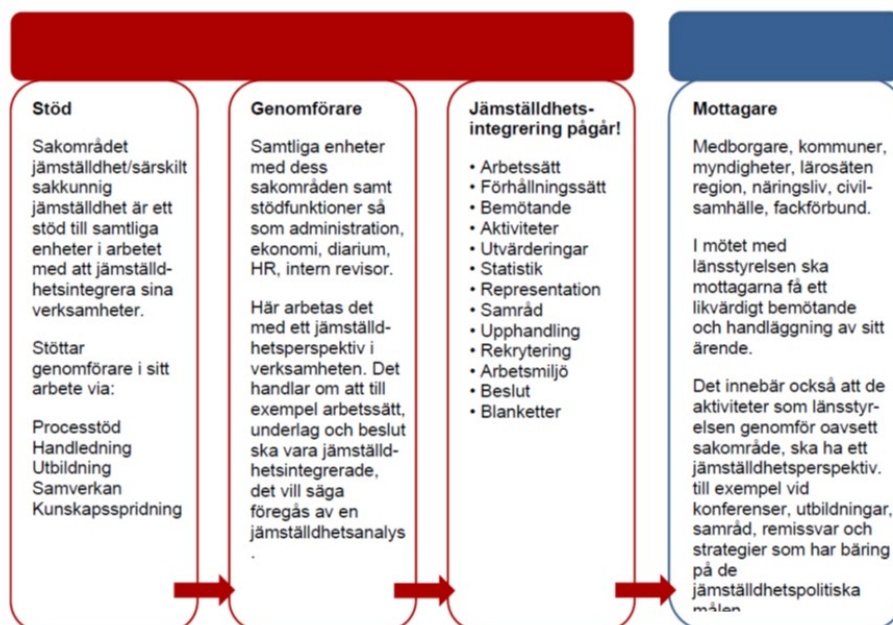 Stöd
Sakområdet
jämställdhet/särskilt
sakkunnig
jämställdhet är ett
stöd till samtliga
enheter i arbetet
med att jämställd-
hetsintegrera sina
verksamheter.
Stöttar
genomförare i sitt
arbete via:
Processtöd
Handledning
Utbildning
Samverkan
Kunskapsspridning
Genomförare
Samtliga enheter
med dess
sakområden samt
stödfunktioner så
som administration,
ekonomi, diarium,
HR, intern revisor.
Här arbetas det
med ett jämställd-
hetsperspektiv i
verksamheten. Det
handlar om att till
exempel arbetssätt,
underlag och beslut
ska vara jämställd-
hetsintegrerade,
det vill säga
föregås av en
jämställdhetsanalys
.
Jämställdhets-
integrering pågår!
• Arbetssätt
• Förhållningssätt
• Bemötande
• Aktiviteter
• Utvärderingar
• Statistik
• Representation
• Samråd
• Upphandling
• Rekrytering
• Arbetsmiljö
• Beslut
• Blanketter
Mottagare
Medborgare, kommuner,
myndigheter, lärosäten
region, näringsliv, civil-
samhälle, fackförbund.
I mötet med
länsstyrelsen ska
mottagarna få ett
likvärdigt bemötande
och handläggning av sitt
ärende.
Det innebär också att de
aktiviteter som länsstyr-
elsen genomför oavsett
sakområde, ska ha ett
jämställdhetsperspektiv.
till exempel vid
konferenser, utbildningar,
samråd, remissvar och
strategier som har bäring
på de
jämställdhetspolitiska
målen